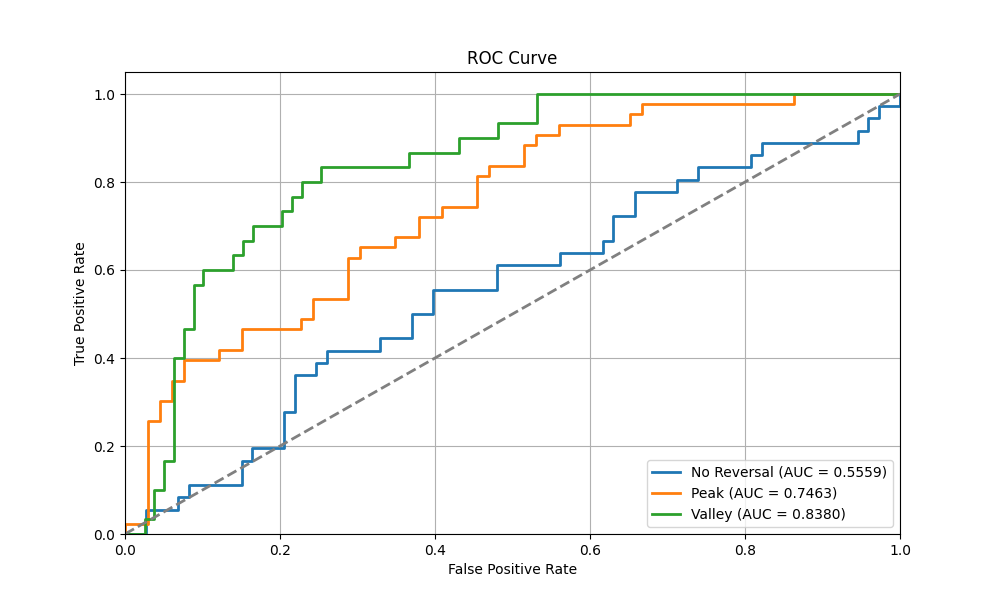 ROC Curve
True Positive Rate
1.0
0.8
0.6
0.4
0.2
0.0
0.0 0.2 0.4 0.6 0.8 1.0
False Positive Rate
No Reversal (AUC = 0.5559)
Peak (AUC = 0.7463)
Valley (AUC = 0.8380)